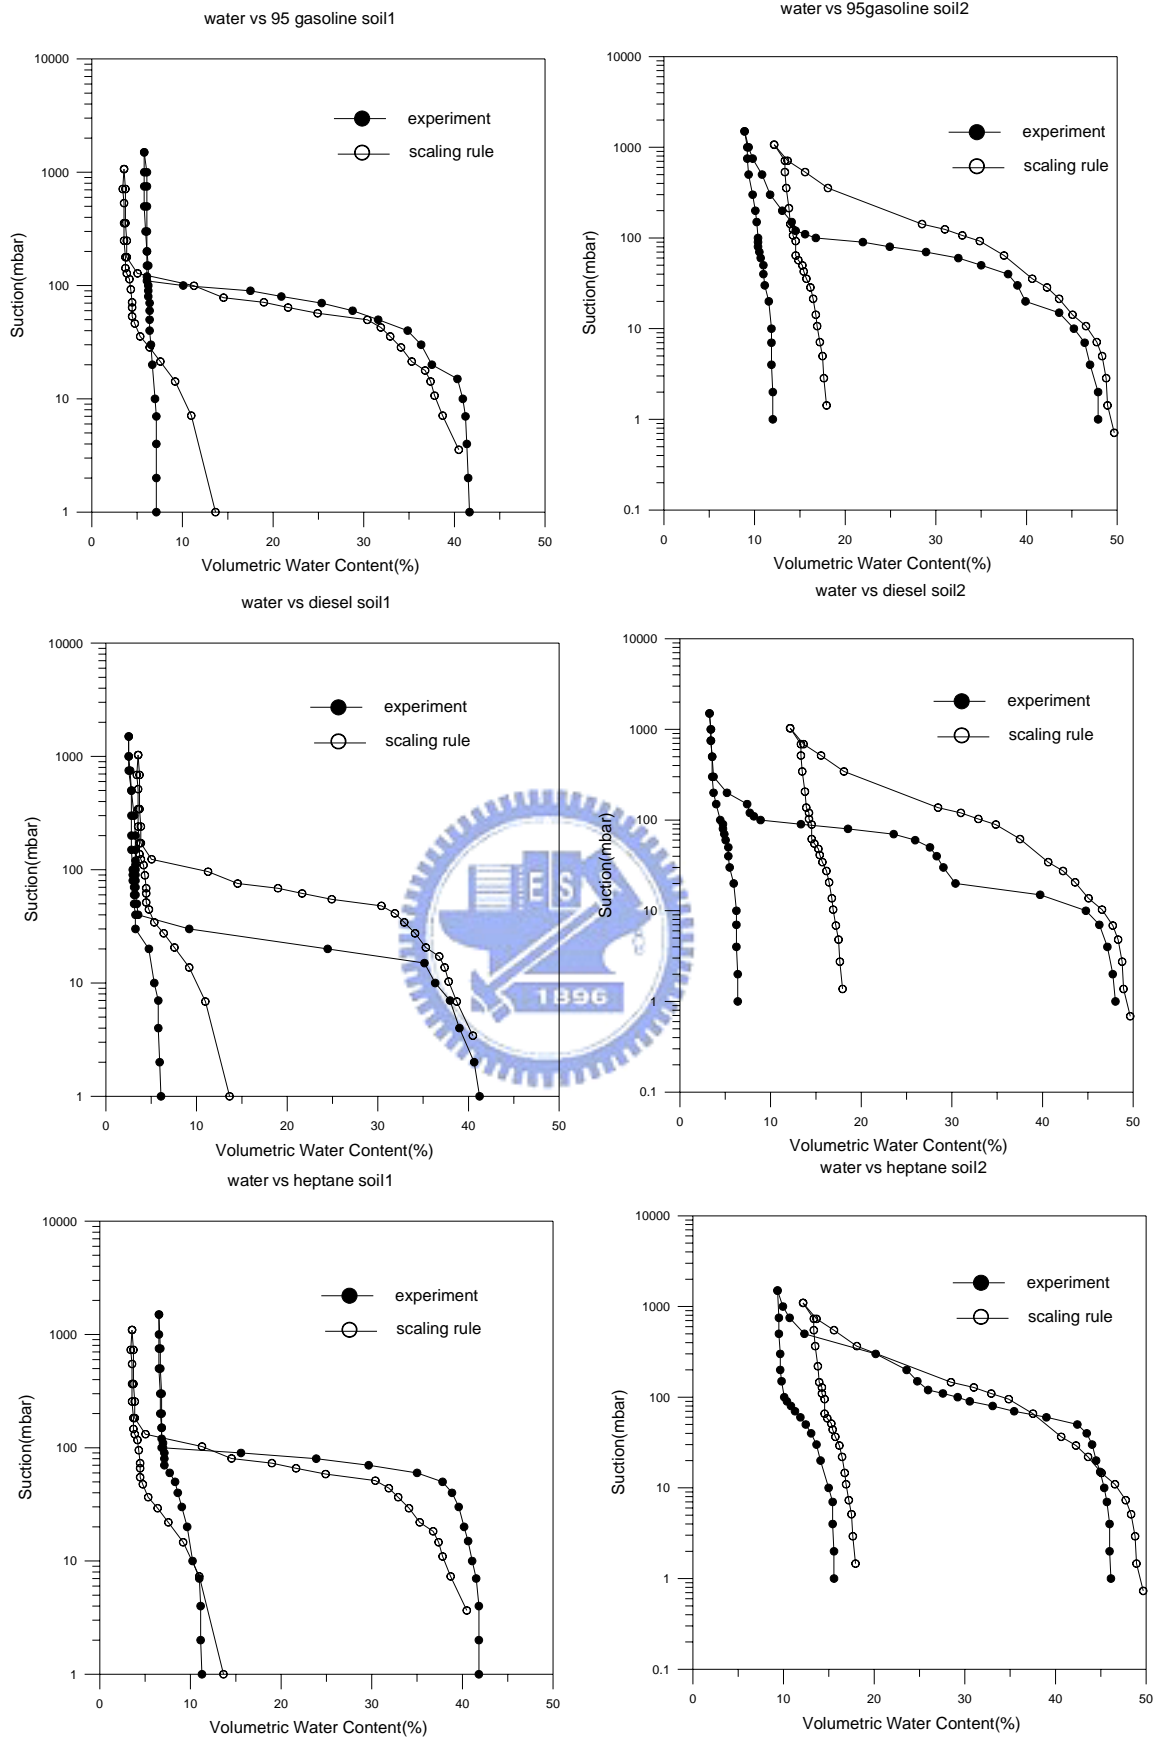 water vs 95 gasoline soil1
10000
1000
100
10
1
Suction(mbar)
experiment
scaling rule
0 10 20 30 40 50
Volumetric Water Content(%)
water vs 95gasoline soil2
10000
1000
100
10
1
0.1
Suction(mbar)
experiment
scaling rule
0 10 20 30 40 50
Volumetric Water Content(%)
water vs diesel soil1
10000
1000
100
10
1
Suction(mbar)
experiment
scaling rule
0 10 20 30 40 50
Volumetric Water Content(%)
water vs diesel soil2
10000
1000
100
10
1
0.1
Suction(mbar)
experiment
scaling rule
0 10 20 30 40 50
Volumetric Water Content(%)
E S
1896
water vs heptane soil1
10000
1000
100
10
1
Suction(mbar)
experiment
scaling rule
0 10 20 30 40 50
Volumetric Water Content(%)
water vs heptane soil2
10000
1000
100
10
1
0.1
Suction(mbar)
experiment
scaling rule
0 10 20 30 40 50
Volumetric Water Content(%)